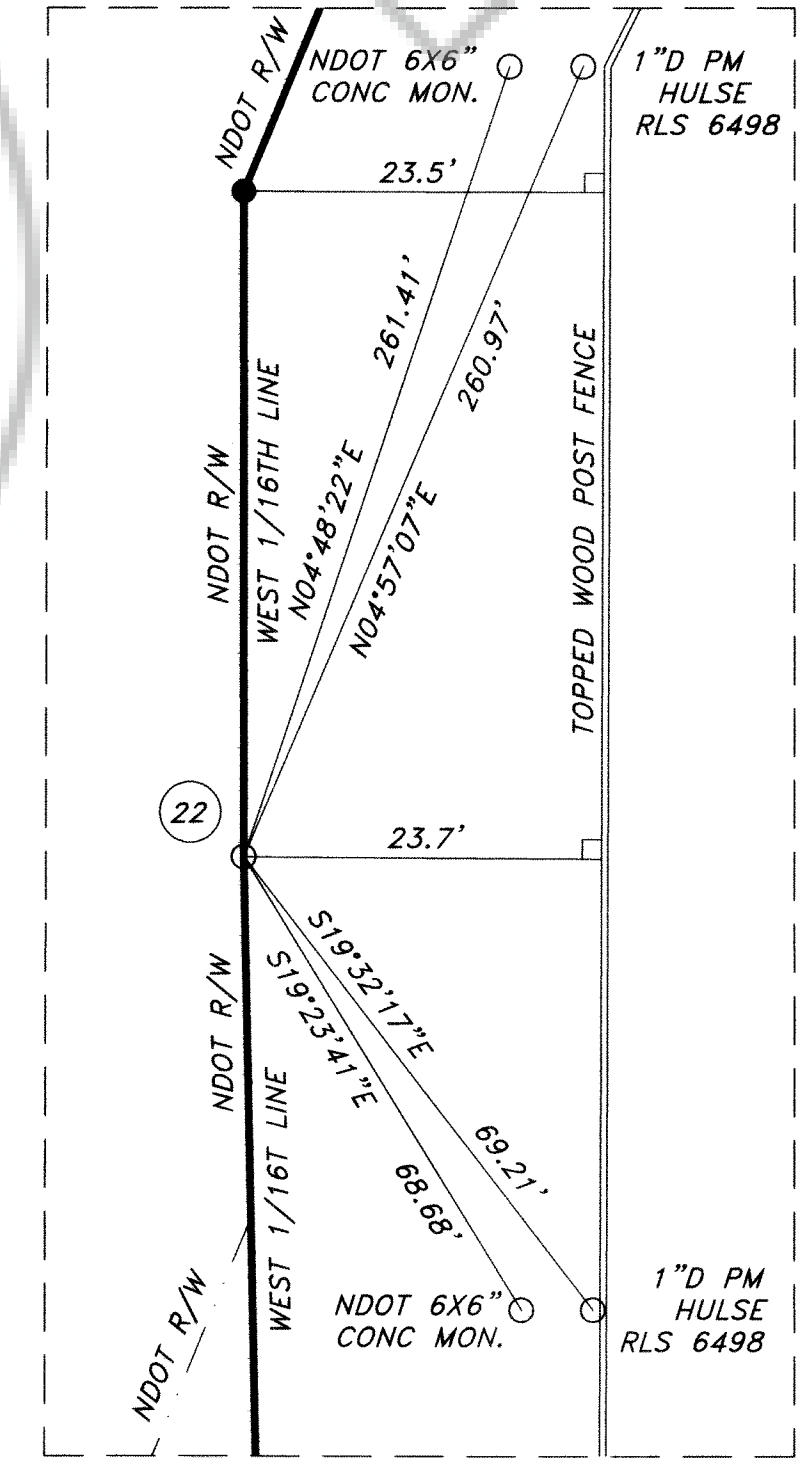 NDOT R/W
NDOT 6X6"
CONC MON.
1"D PM
HULSE
RLS 6498
23.5'
261.41'
260.97'
N04°48'22"E
N04°57'07"E
NDOT R/W
WEST 1/16TH LINE
TOPPED WOOD POST FENCE
22
23.7'
S19°32'17"E
S19°23'41"E
NDOT R/W
WEST 1/16T LINE
69.21'
68.68'
NDOT R/W
NDOT 6X6"
CONC MON.
1"D PM
HULSE
RLS 6498